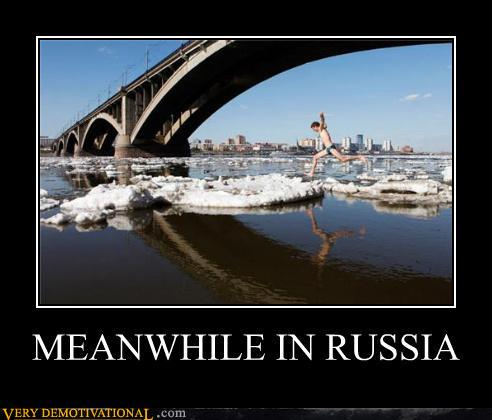 MEANWHILE IN RUSSIA
VERY DEMOTIVATIONAL.com